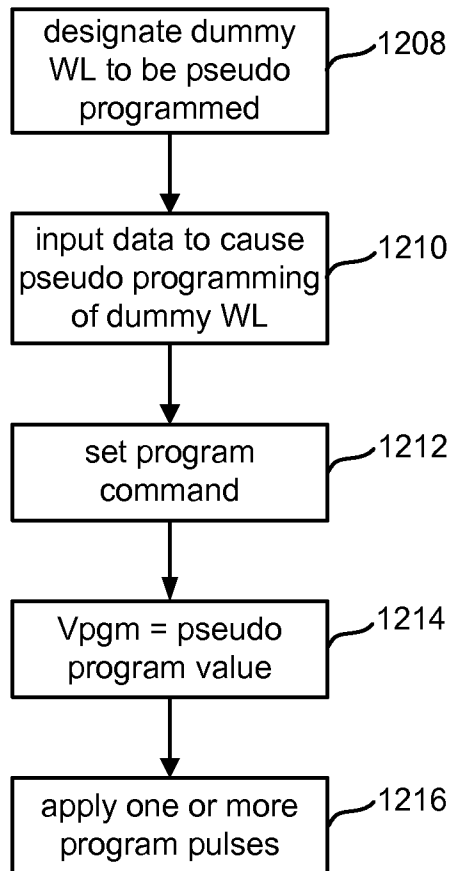 designate dummy
WL to be pseudo
programmed
1208
input data to cause
pseudo programming
of dummy WL
1210
set program
command
1212
Vpgm = pseudo
program value
1214
apply one or more
program pulses
1216